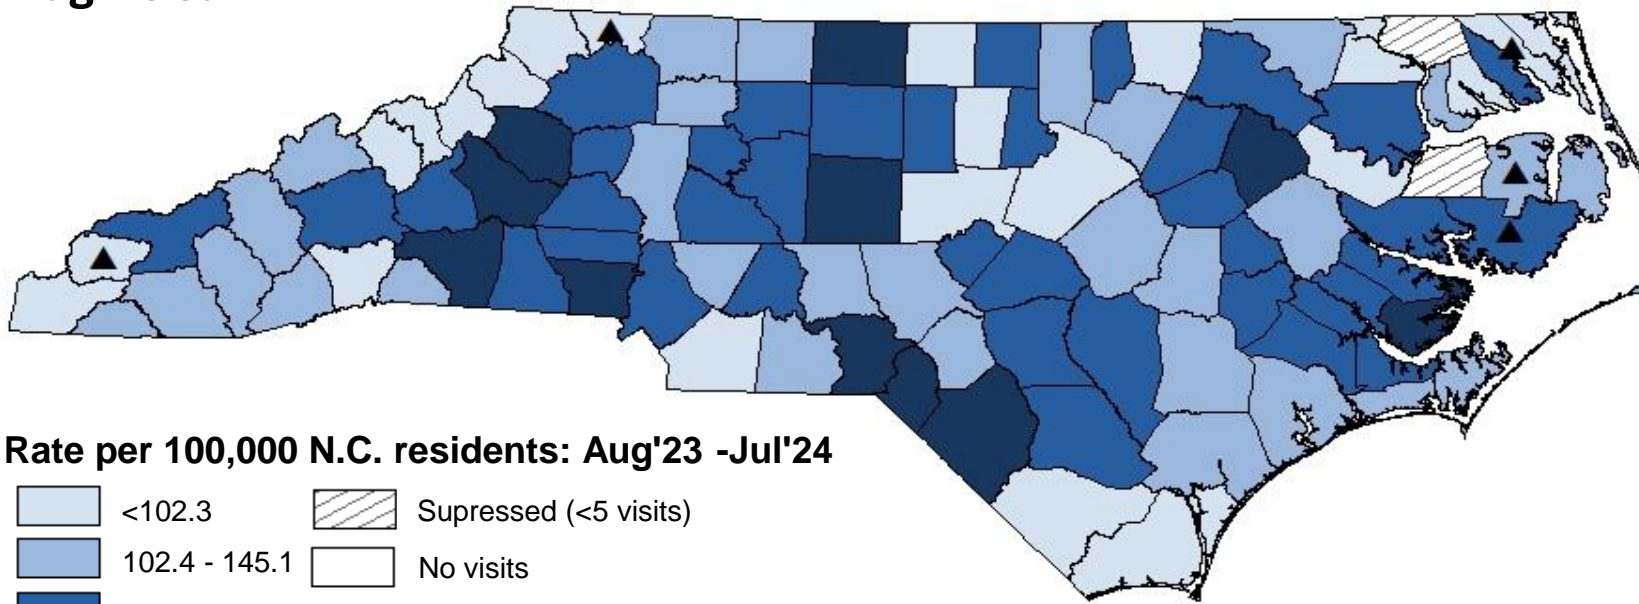 Rate per 100,000 N.C. residents: Aug'23 -Jul'24
<102.3
Supressed (<5 visits)
102.4 - 145.1
No visits